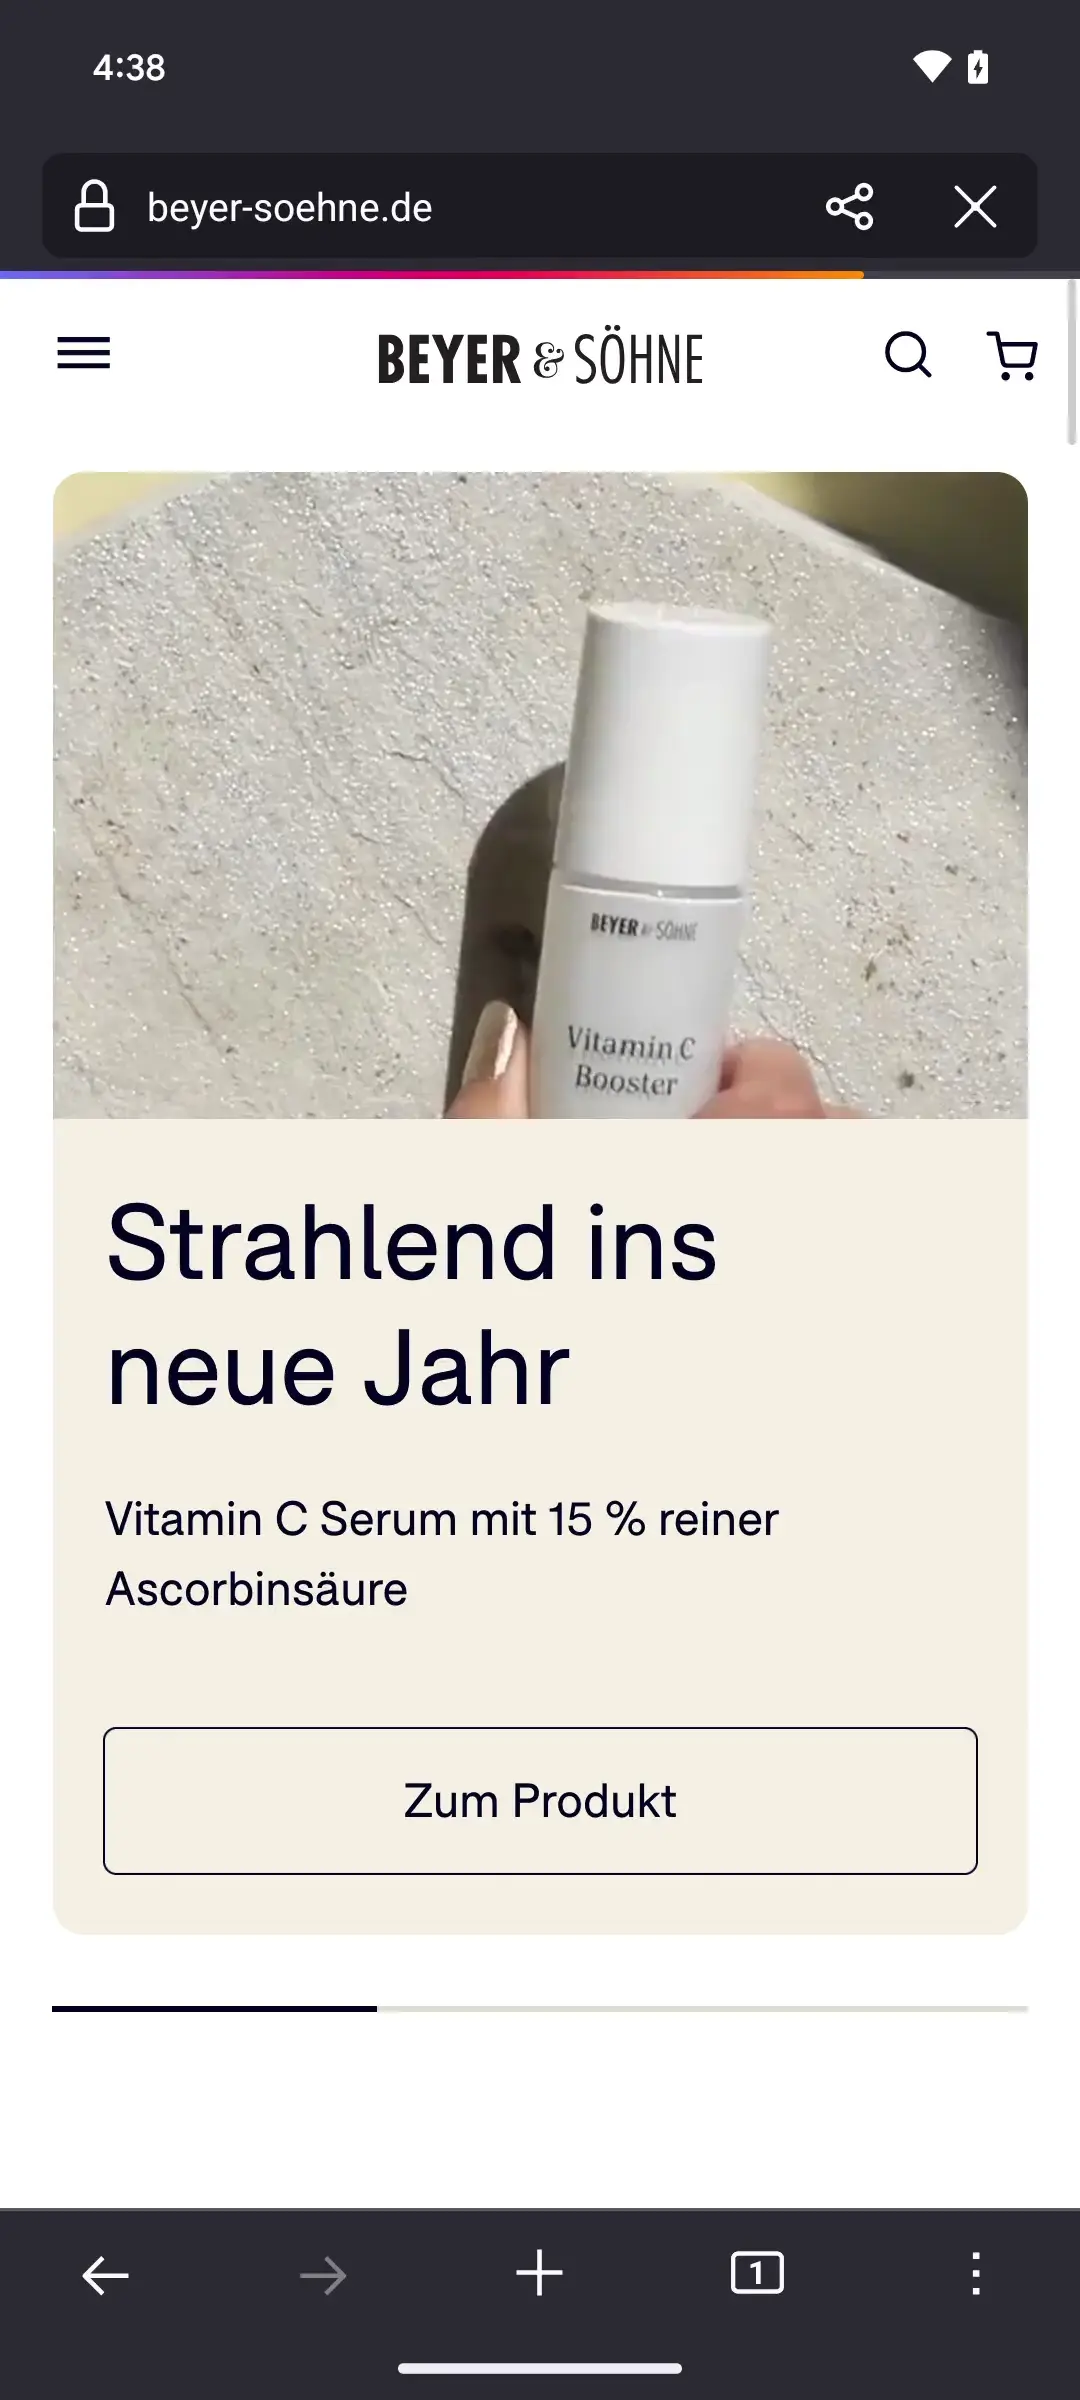 4:38
beyer-soehne.de
BEYER & SÖHNE
BEYER & SÖHNE
Vitamin C
Booster
Strahlend ins
neue Jahr
Vitamin C Serum mit 15 % reiner
Ascorbinsäure
Zum Produkt
1